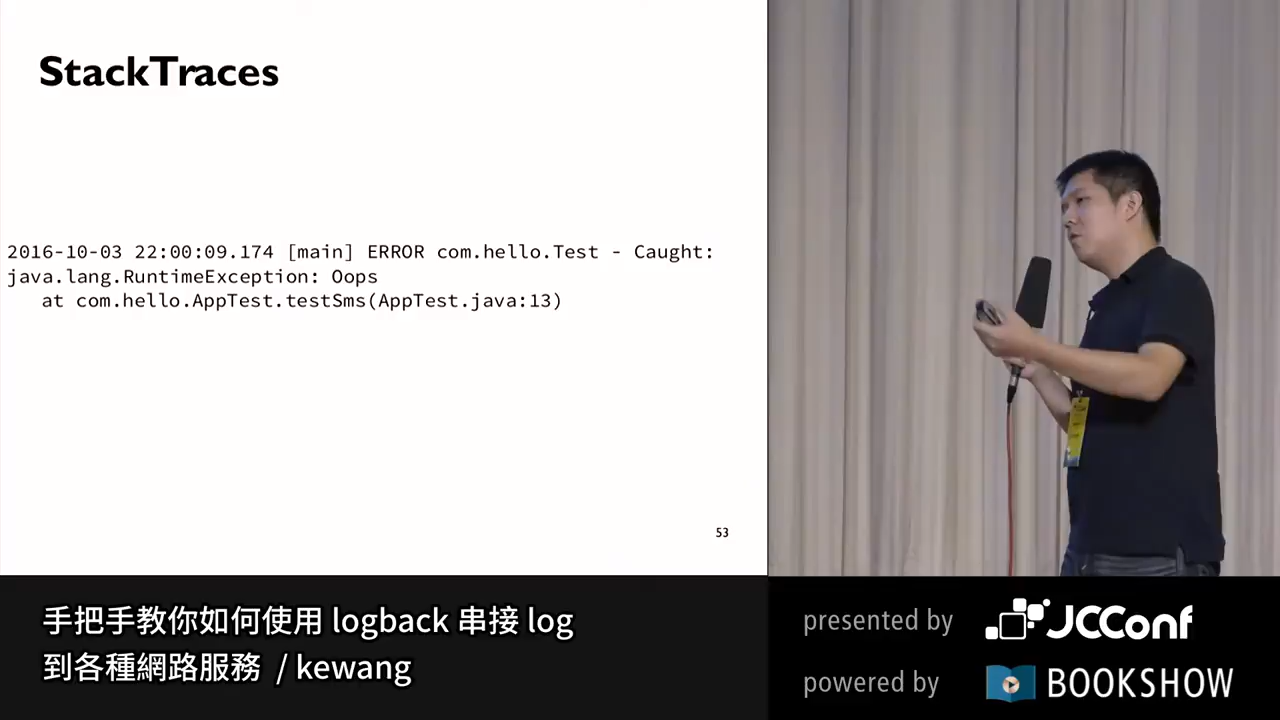 StackTraces
2016-10-03 22:00:09.174 [main] ERROR com.hello.Test - Caught:
java.lang.RuntimeException: Oops
at com.hello.AppTest.testSms(AppTest.java:13)
53
手把手教你如何使用 logback 串接 log
到各種網路服務 / kewang
presented by JCConf
powered by BOOKSHOW